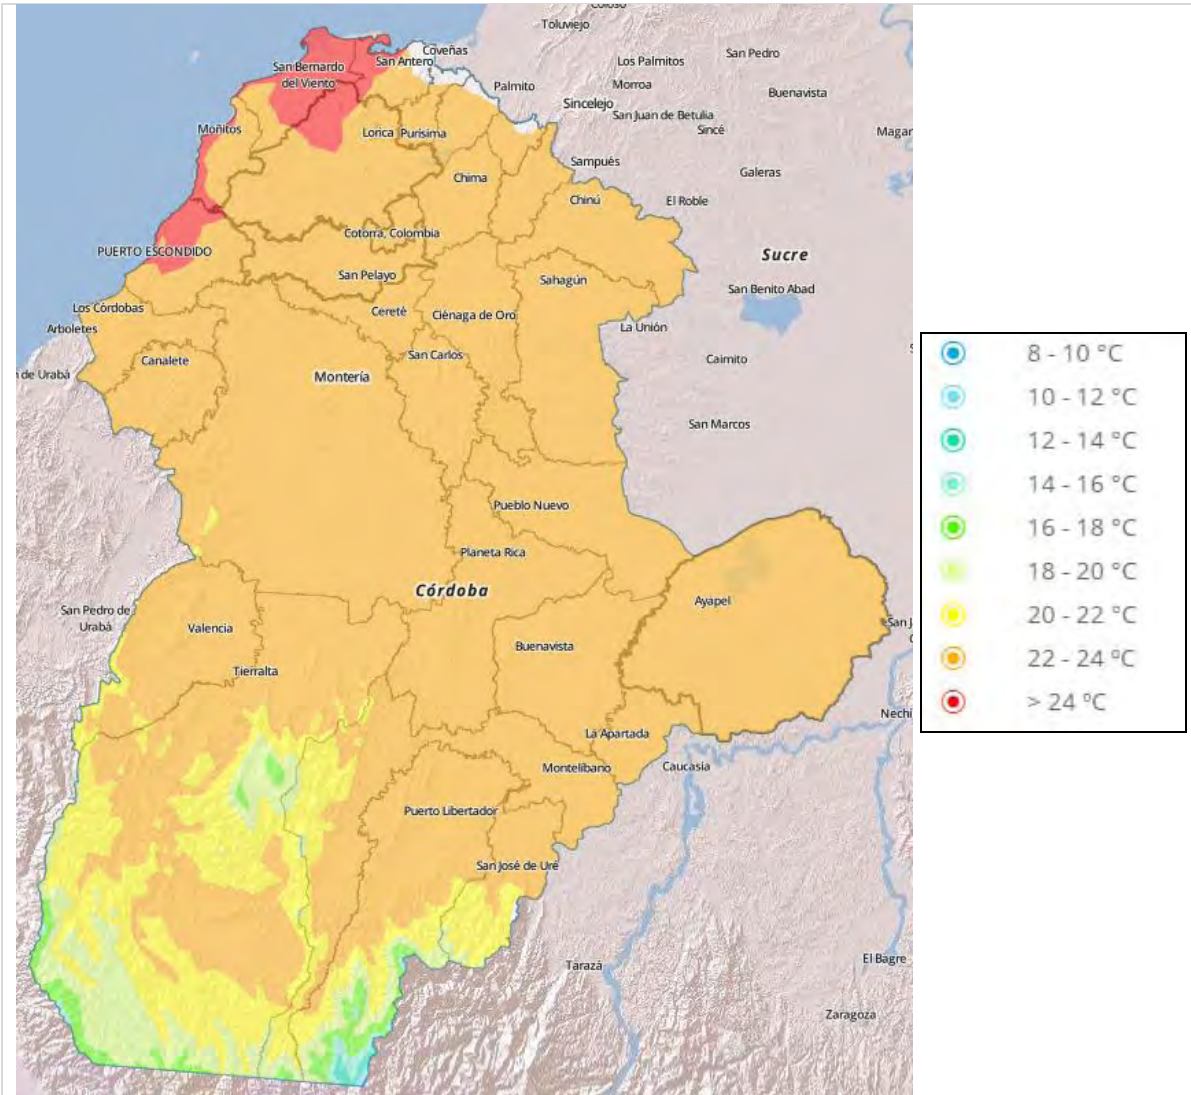 Coloso
Toluviejo
Coveñas
San Pedro
San Antero
Los Palmitos
San Bernardo
del Viento
Palmito
Morroa
Buenavista
Sincelejo
San Juan de Betulia
Moñitos
Lorica
Purísima
Sincé
Magan
Sampués
Chima
Galeras
Chinú
El Roble
Cotorra, Colombia
PUERTO ESCONDIDO
Sucre
San Pelayo
Sahagún
San Benito Abad
Los Córdobas
Cereté
Ciénaga de Oro
Arboletes
La Unión
Canalete
San Carlos
Caimito
n de Urabá
Montería
San Marcos
Pueblo Nuevo
Planeta Rica
Córdoba
Ayapel
San Pedro de
Urabá
Valencia
San J
Buenavista
Tierralta
Nechí
La Apartada
Montelíbano
Caucasia
Puerto Libertador
San José de Uré
Tarazá
El Bagre
Zaragoza
8 - 10 °C
10 - 12 °C
12 - 14 °C
14 - 16 °C
16 - 18 °C
18 - 20 °C
20 - 22 °C
22 - 24 °C
> 24 °C